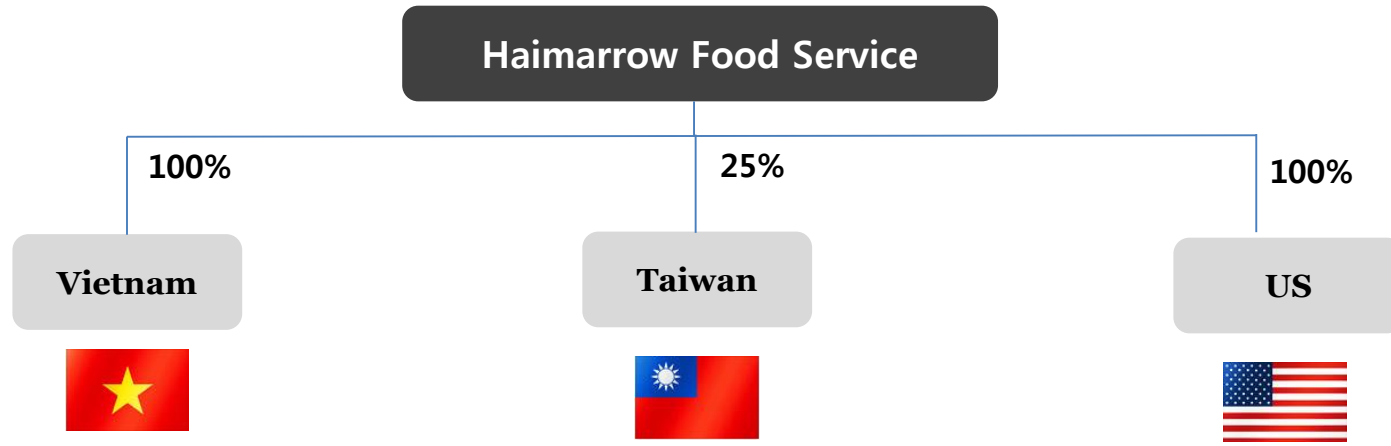 Haimarrow Food Service
100%
25%
100%
Vietnam
Taiwan
US